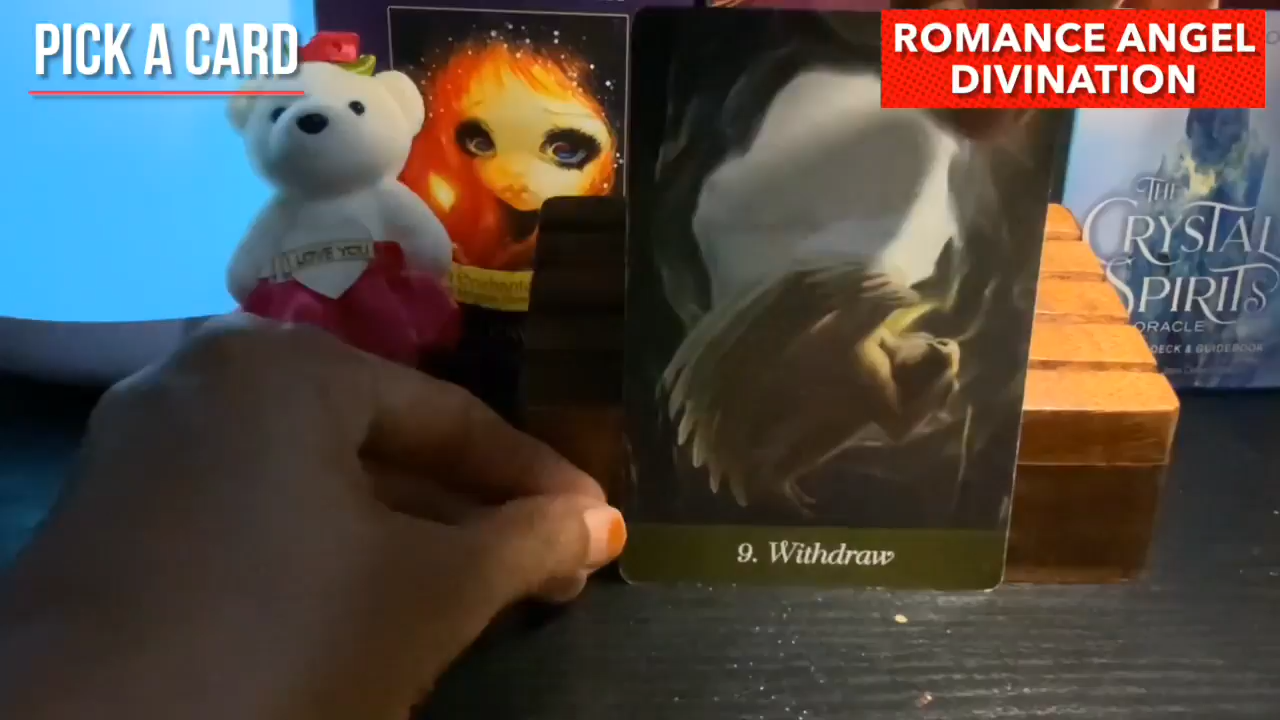 PICK A CARD
ROMANCE ANGEL
DIVINATION
I LOVE YOU
THE
CRYSTAL
SPIRITS
ORACLE
DECK & GUIDEBOOK
9. Withdraw